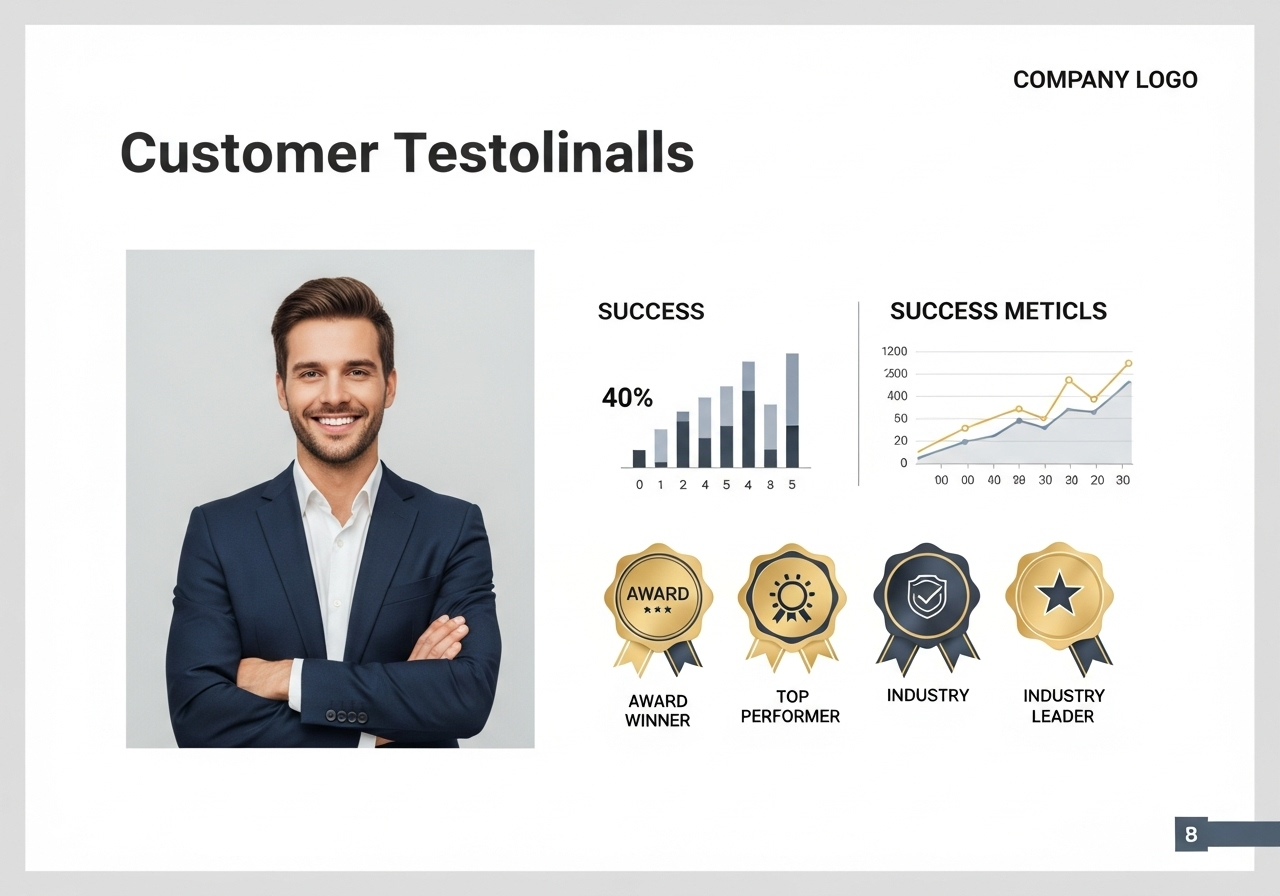 COMPANY LOGO
Customer Testolinalls
SUCCESS
40%
0 1 2 4 5 4 8 5
SUCCESS METICLS
1200
2500
400
50
20
0
00 00 40 20 30 30 20 30
AWARD
AWARD
WINNER
TOP
PERFORMER
INDUSTRY
INDUSTRY
LEADER
8